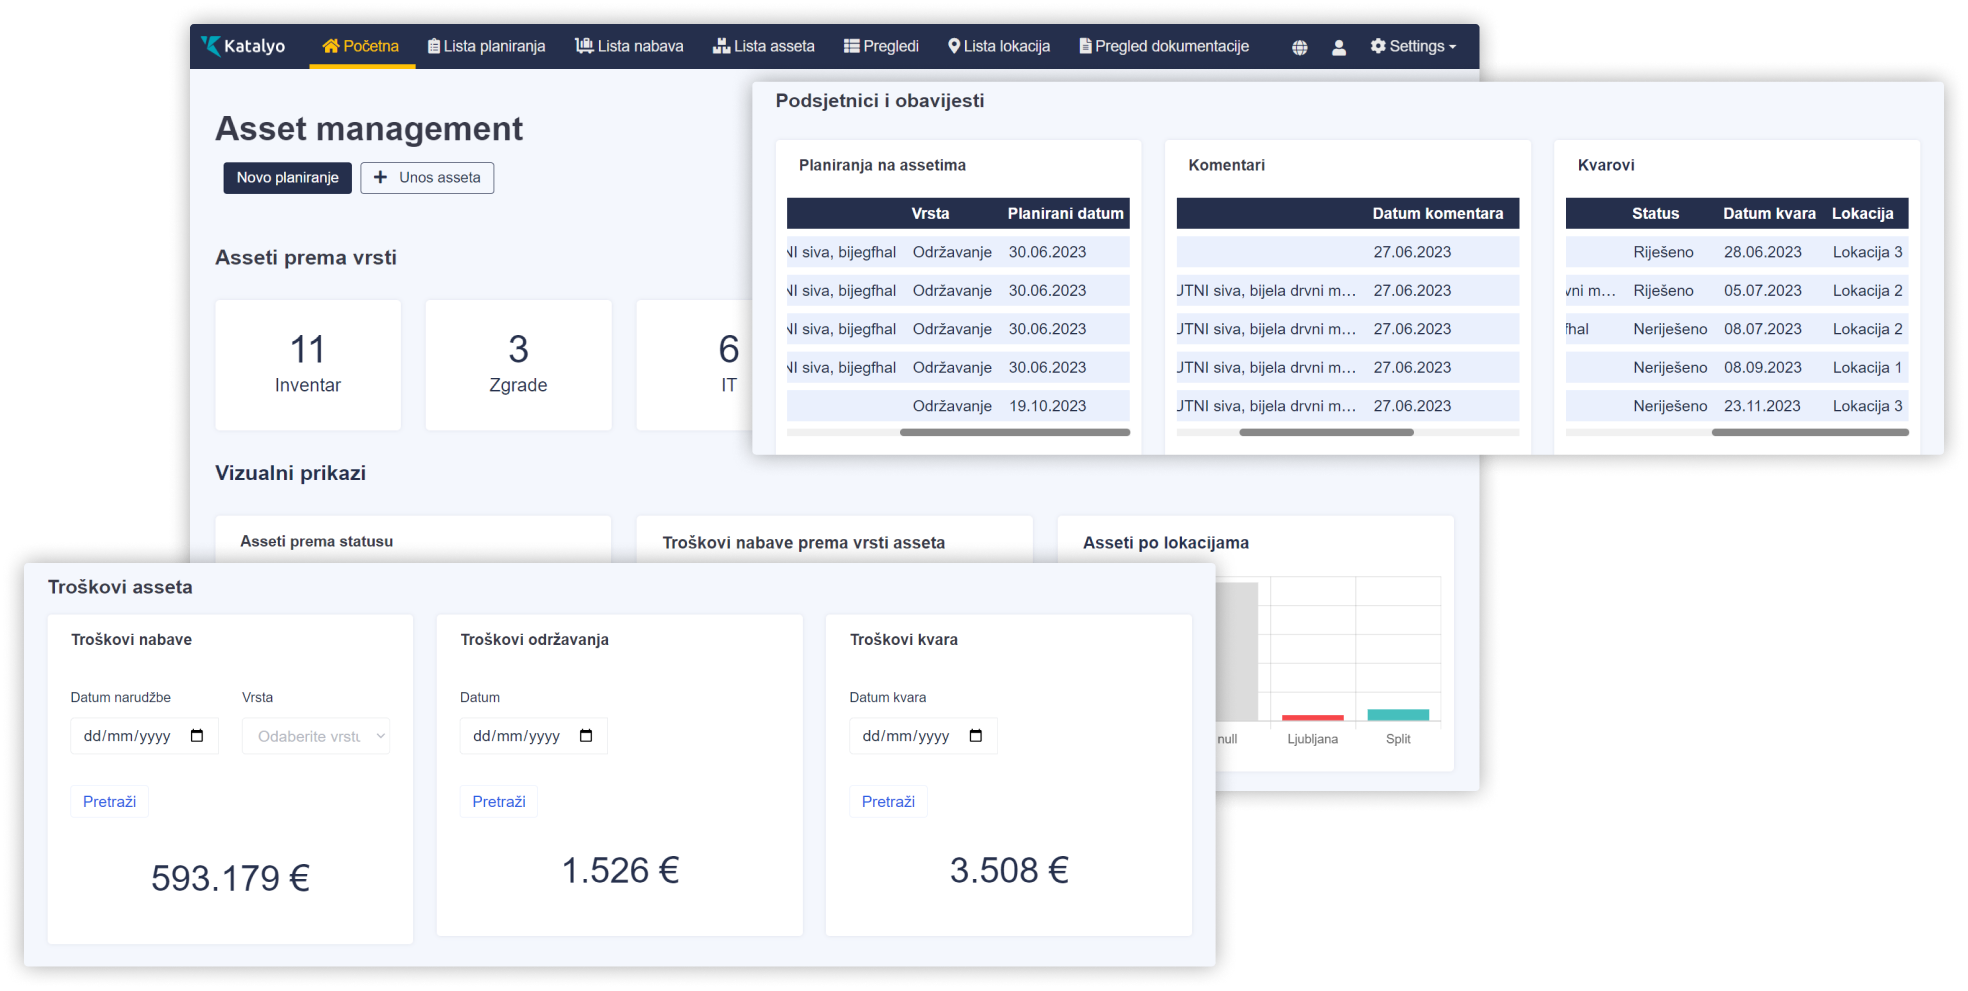 Katalyo
Početna
Lista planiranja
Lista nabava
Lista asseta
Pregledi
Lista lokacija
Pregled dokumentacije
Settings
Asset management
Novo planiranje
+ Unos asseta
Asseti prema vrsti
11
Inventar
3
Zgrade
6
IT
Podsjetnici i obavijesti
Planiranja na assetima
Vrsta Planirani datum
NI siva, bijegfhal Održavanje 30.06.2023
NI siva, bijegfhal Održavanje 30.06.2023
NI siva, bijegfhal Održavanje 30.06.2023
NI siva, bijegfhal Održavanje 30.06.2023
Održavanje 19.10.2023
Komentari
Datum komentara
27.06.2023
UTNI siva, bijela drvni m... 27.06.2023
UTNI siva, bijela drvni m... 27.06.2023
UTNI siva, bijela drvni m... 27.06.2023
UTNI siva, bijela drvni m... 27.06.2023
Kvarovi
Status Datum kvara Lokacija
Riješeno 28.06.2023 Lokacija 3
vni m... Riješeno 05.07.2023 Lokacija 2
fhal Neriješeno 08.07.2023 Lokacija 2
Neriješeno 08.09.2023 Lokacija 1
Neriješeno 23.11.2023 Lokacija 3
Vizualni prikazi
Asseti prema statusu
Troškovi nabave prema vrsti asseta
Asseti po lokacijama
null Ljubljana Split
Troškovi asseta
Troškovi nabave
Datum narudžbe Vrsta
dd/mm/yyyy Odaberite vrstu
Pretraži
593.179 €
Troškovi održavanja
Datum
dd/mm/yyyy
Pretraži
1.526 €
Troškovi kvara
Datum kvara
dd/mm/yyyy
Pretraži
3.508 €